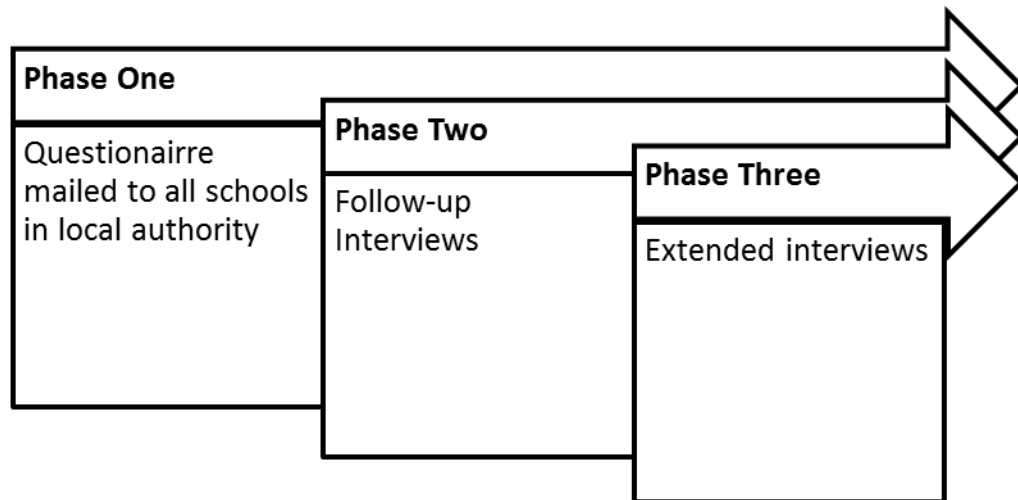 Phase One
Questionairre
mailed to all schools
in local authority
Phase Two
Follow-up
Interviews
Phase Three
Extended interviews